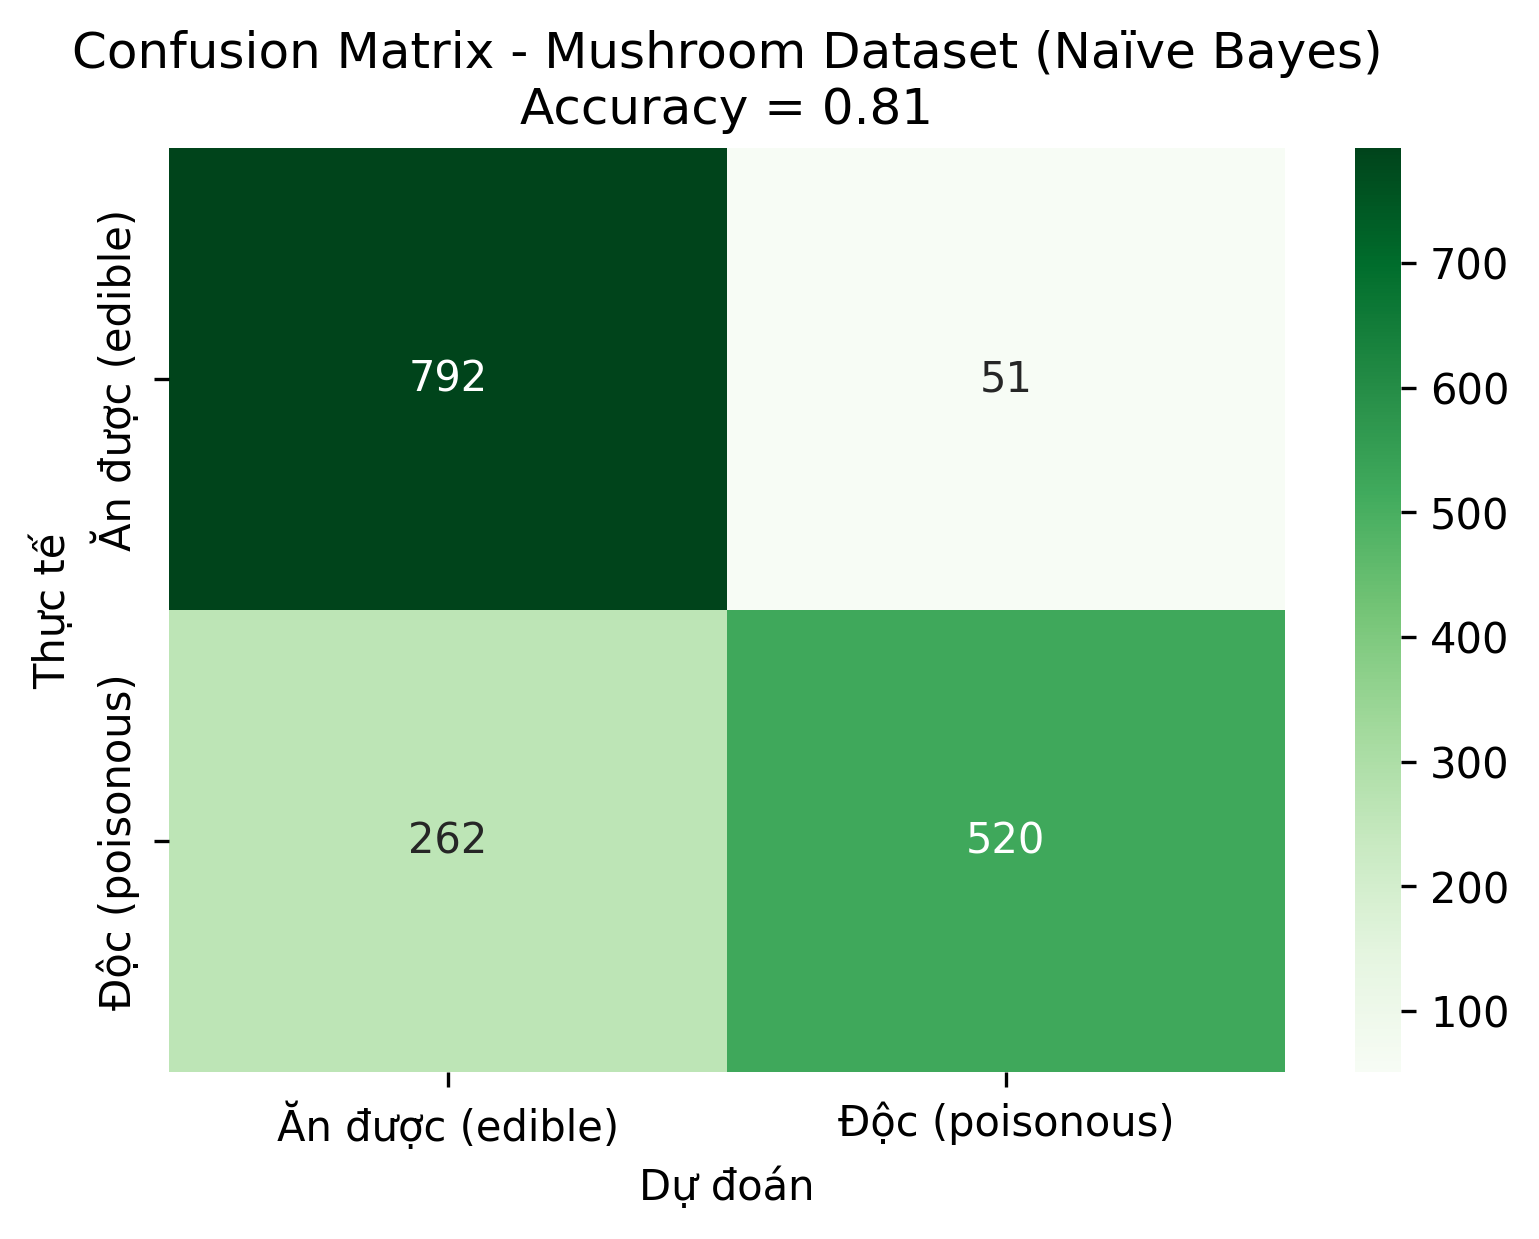 Confusion Matrix - Mushroom Dataset (Naïve Bayes)
Accuracy = 0.81
Thực tế
Ăn được (edible)
Độc (poisonous)
792
51
262
520
700
600
500
400
300
200
100
Ăn được (edible)
Độc (poisonous)
Dự đoán